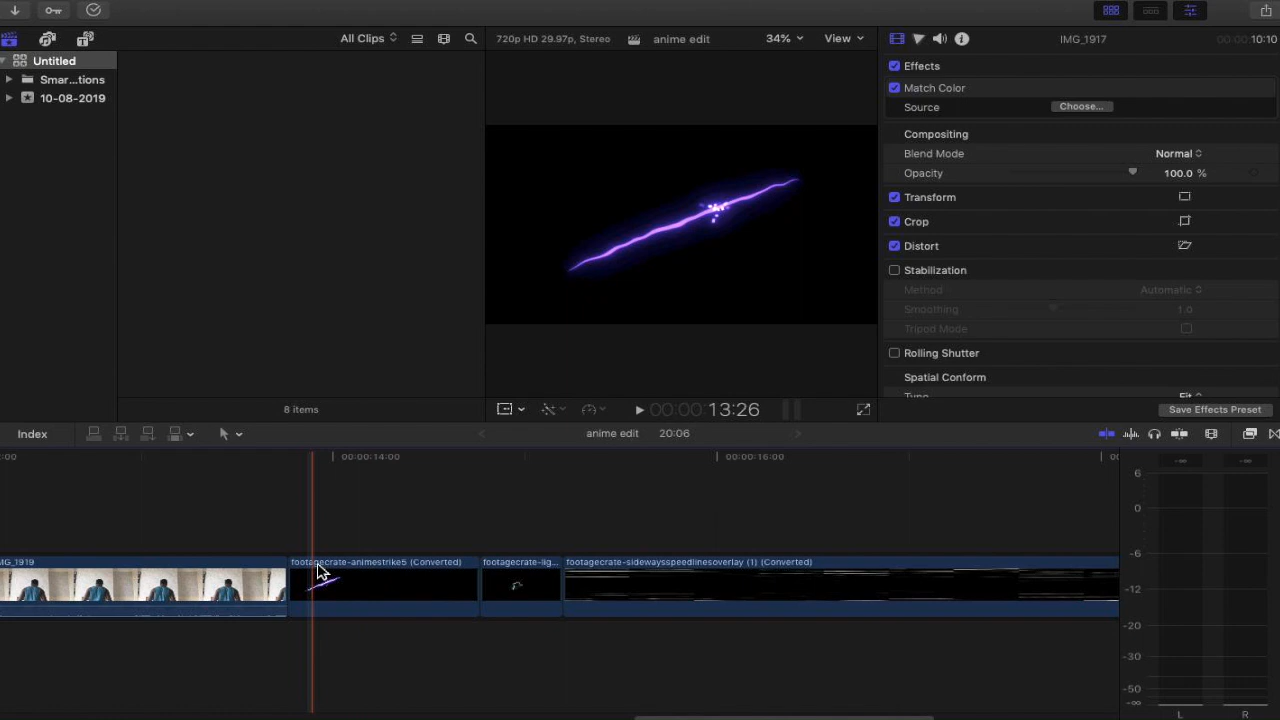 All Clips
720p HD 29.97p, Stereo
anime edit
34%
View
IMG_1917
10:10
Untitled
Smar...tions
10-08-2019
Effects
Match Color
Source
Choose...
Compositing
Blend Mode
Normal
Opacity
100.0 %
Transform
Crop
Distort
Stabilization
Method
Automatic
Smoothing
1.0
Tripod Mode
Rolling Shutter
Spatial Conform
8 items
00:00:13:26
Save Effects Preset
Index
anime edit
20:06
00:00:14:00
00:00:16:00
footagecrate-animestrike5 (Converted)
footagecrate-lig...
footagecrate-sidewaysspeedlinesoverlay (1) (Converted)
6
0
-6
-12
-20
-30
-50
-∞
L
R